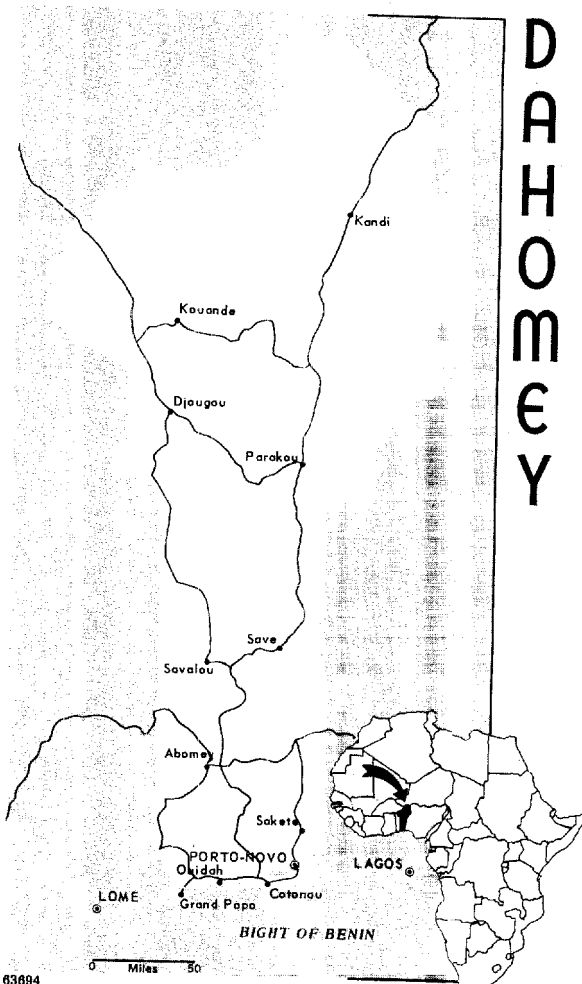 DAHOMEY
Kandi
Kouande
Djougou
Parakou
Save
Savalou
Abomey
Sakete
PORTO-NOVO
Ouidah
LAGOS
Cotonou
LOME
Grand Popo
BIGHT OF BENIN
0 Miles 50
63694